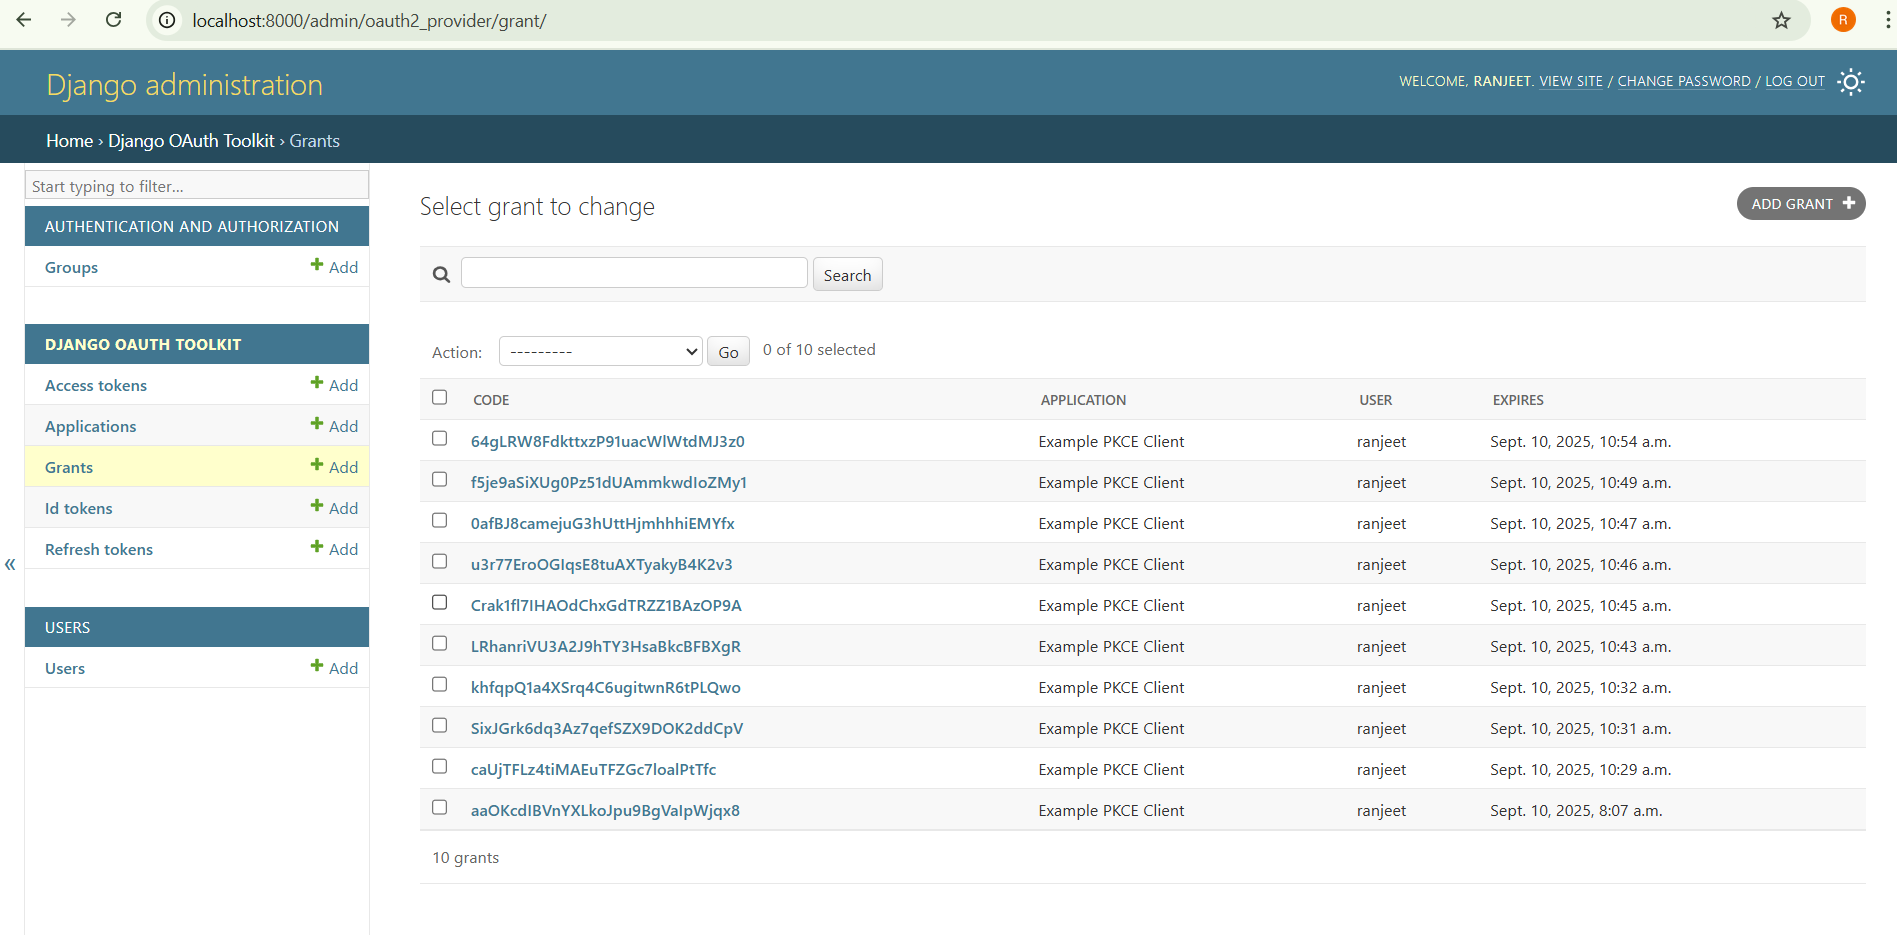 localhost:8000/admin/oauth2_provider/grant/
R
Django administration
WELCOME, RANJEET. VIEW SITE / CHANGE PASSWORD / LOG OUT
Home › Django OAuth Toolkit › Grants
Start typing to filter...
AUTHENTICATION AND AUTHORIZATION
Groups + Add
DJANGO OAUTH TOOLKIT
Access tokens + Add
Applications + Add
Grants + Add
Id tokens + Add
Refresh tokens + Add
«
USERS
Users + Add
Select grant to change
ADD GRANT +
Search
Action: --------- Go 0 of 10 selected
CODE APPLICATION USER EXPIRES
64gLRW8FdkttxzP91uacWlWtdMJ3z0 Example PKCE Client ranjeet Sept. 10, 2025, 10:54 a.m.
f5je9aSiXUg0Pz51dUAmmkwdIoZMy1 Example PKCE Client ranjeet Sept. 10, 2025, 10:49 a.m.
0afBJ8camejuG3hUttHjmhhhiEMYfx Example PKCE Client ranjeet Sept. 10, 2025, 10:47 a.m.
u3r77EroOGIqsE8tuAXTyakyB4K2v3 Example PKCE Client ranjeet Sept. 10, 2025, 10:46 a.m.
Crak1fl7IHAOdChxGdTRZZ1BAzOP9A Example PKCE Client ranjeet Sept. 10, 2025, 10:45 a.m.
LRhanriVU3A2J9hTY3HsaBkcBFBXgR Example PKCE Client ranjeet Sept. 10, 2025, 10:43 a.m.
khfqpQ1a4XSrq4C6ugitwnR6tPLQwo Example PKCE Client ranjeet Sept. 10, 2025, 10:32 a.m.
SixJGrk6dq3Az7qefSZX9DOK2ddCpV Example PKCE Client ranjeet Sept. 10, 2025, 10:31 a.m.
caUjTFLz4tiMAEuTFZGc7loalPtTfc Example PKCE Client ranjeet Sept. 10, 2025, 10:29 a.m.
aaOKcdIBVnYXLkoJpu9BgVaIpWjqx8 Example PKCE Client ranjeet Sept. 10, 2025, 8:07 a.m.
10 grants